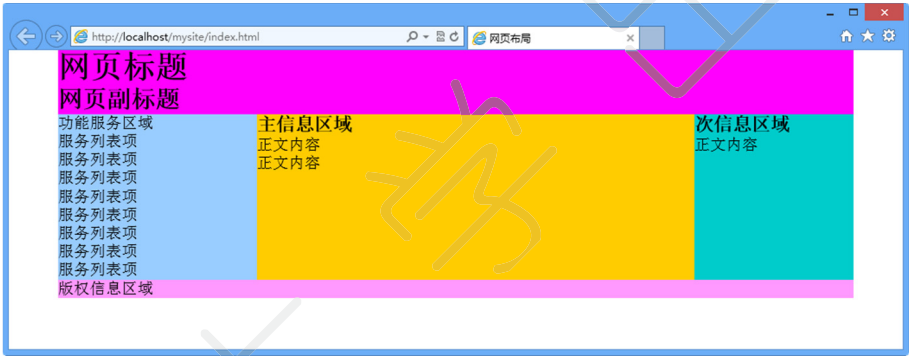 http://localhost/mysite/index.html
网页布局
网页标题
网页副标题
功能服务区域
服务列表项
服务列表项
服务列表项
服务列表项
服务列表项
服务列表项
服务列表项
服务列表项
主信息区域
正文内容
正文内容
次信息区域
正文内容
版权信息区域